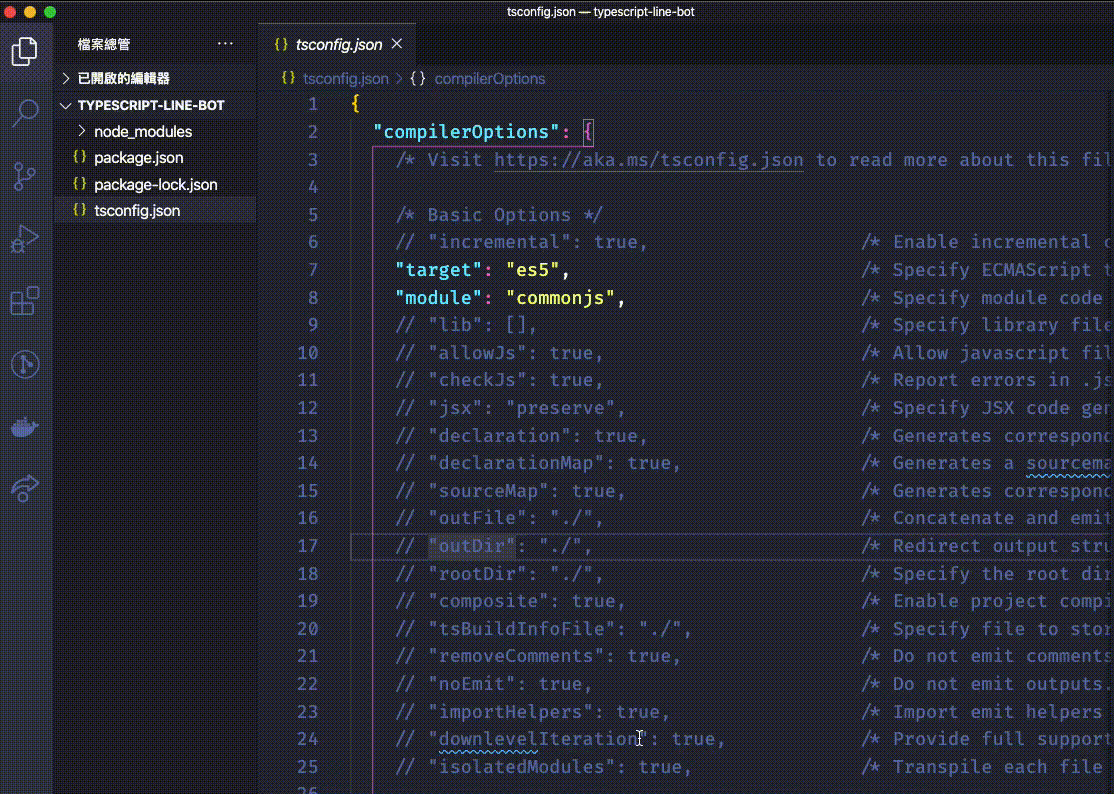 tsconfig.json — typescript-line-bot
檔案總管 ···
已開啟的編輯器
TYPESCRIPT-LINE-BOT
node_modules
{} package.json
{} package-lock.json
{} tsconfig.json
{} tsconfig.json ×
{} tsconfig.json > {} compilerOptions
1 {
2 "compilerOptions": {
3 /* Visit https://aka.ms/tsconfig.json to read more about this fil
4
5 /* Basic Options */
6 // "incremental": true, /* Enable incremental c
7 "target": "es5", /* Specify ECMAScript t
8 "module": "commonjs", /* Specify module code
9 // "lib": [], /* Specify library file
10 // "allowJs": true, /* Allow javascript fil
11 // "checkJs": true, /* Report errors in .js
12 // "jsx": "preserve", /* Specify JSX code gen
13 // "declaration": true, /* Generates correspond
14 // "declarationMap": true, /* Generates a sourcema
15 // "sourceMap": true, /* Generates correspond
16 // "outFile": "./", /* Concatenate and emit
17 // "outDir": "./", /* Redirect output stru
18 // "rootDir": "./", /* Specify the root dir
19 // "composite": true, /* Enable project compi
20 // "tsBuildInfoFile": "./", /* Specify file to stor
21 // "removeComments": true, /* Do not emit comments
22 // "noEmit": true, /* Do not emit outputs.
23 // "importHelpers": true, /* Import emit helpers
24 // "downlevelIteration": true, /* Provide full support
25 // "isolatedModules": true, /* Transpile each file
26